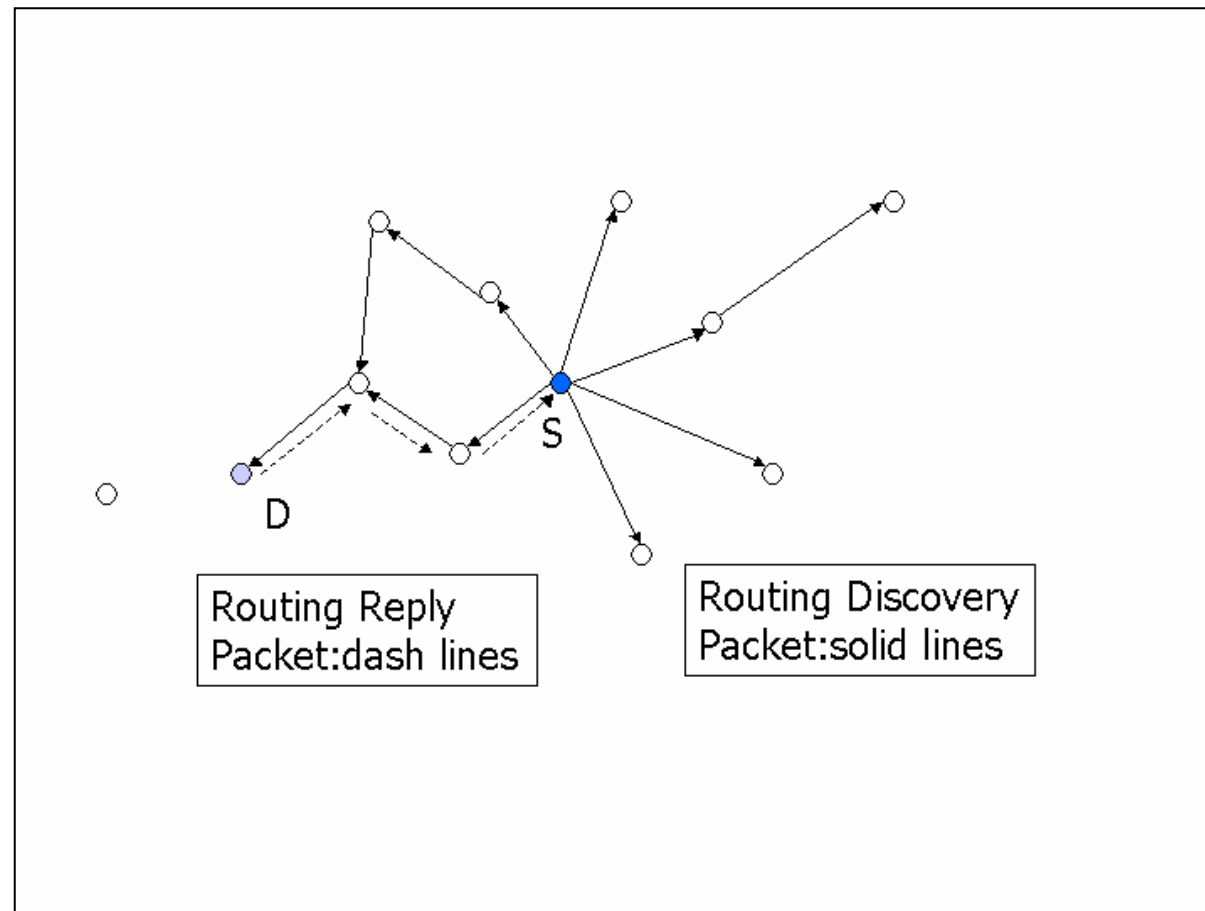 S
D
Routing Reply
Packet:dash lines
Routing Discovery
Packet:solid lines